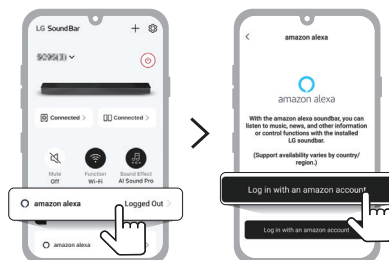 LG Sound Bar
Connected
Connected
Mute
Off
Function
Wi-Fi
Sound Effect
AI Sound Pro
amazon alexa
Logged Out
amazon alexa
amazon alexa
amazon alexa
With the amazon alexa soundbar, you can
listen to music, news, and other information
or control functions with the installed
LG soundbar.
(Support availability varies by country/
region.)
Log in with an amazon account
Log in with an amazon account